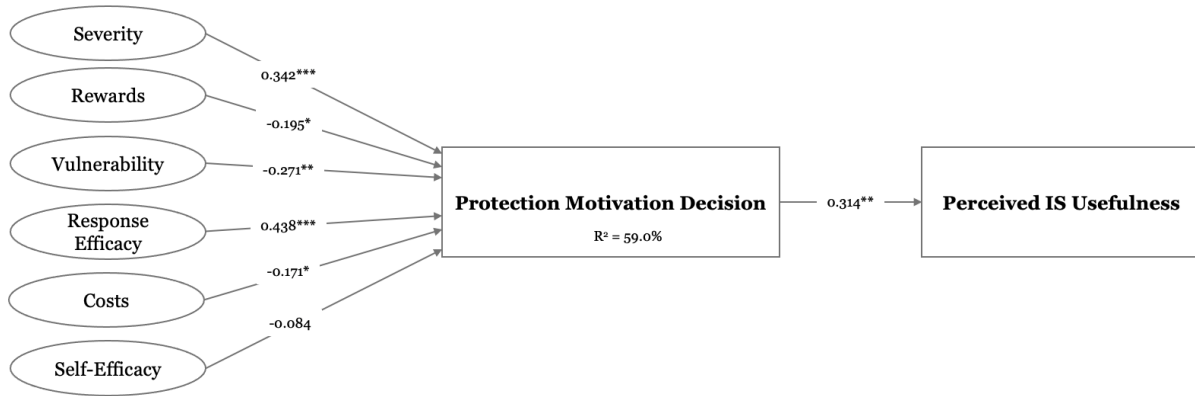 Severity
0.342***
Rewards
-0.195*
Vulnerability
-0.271**
Response
Efficacy
0.438***
Costs
-0.171*
Self-Efficacy
-0.084
Protection Motivation Decision
R² = 59.0%
0.314**
Perceived IS Usefulness